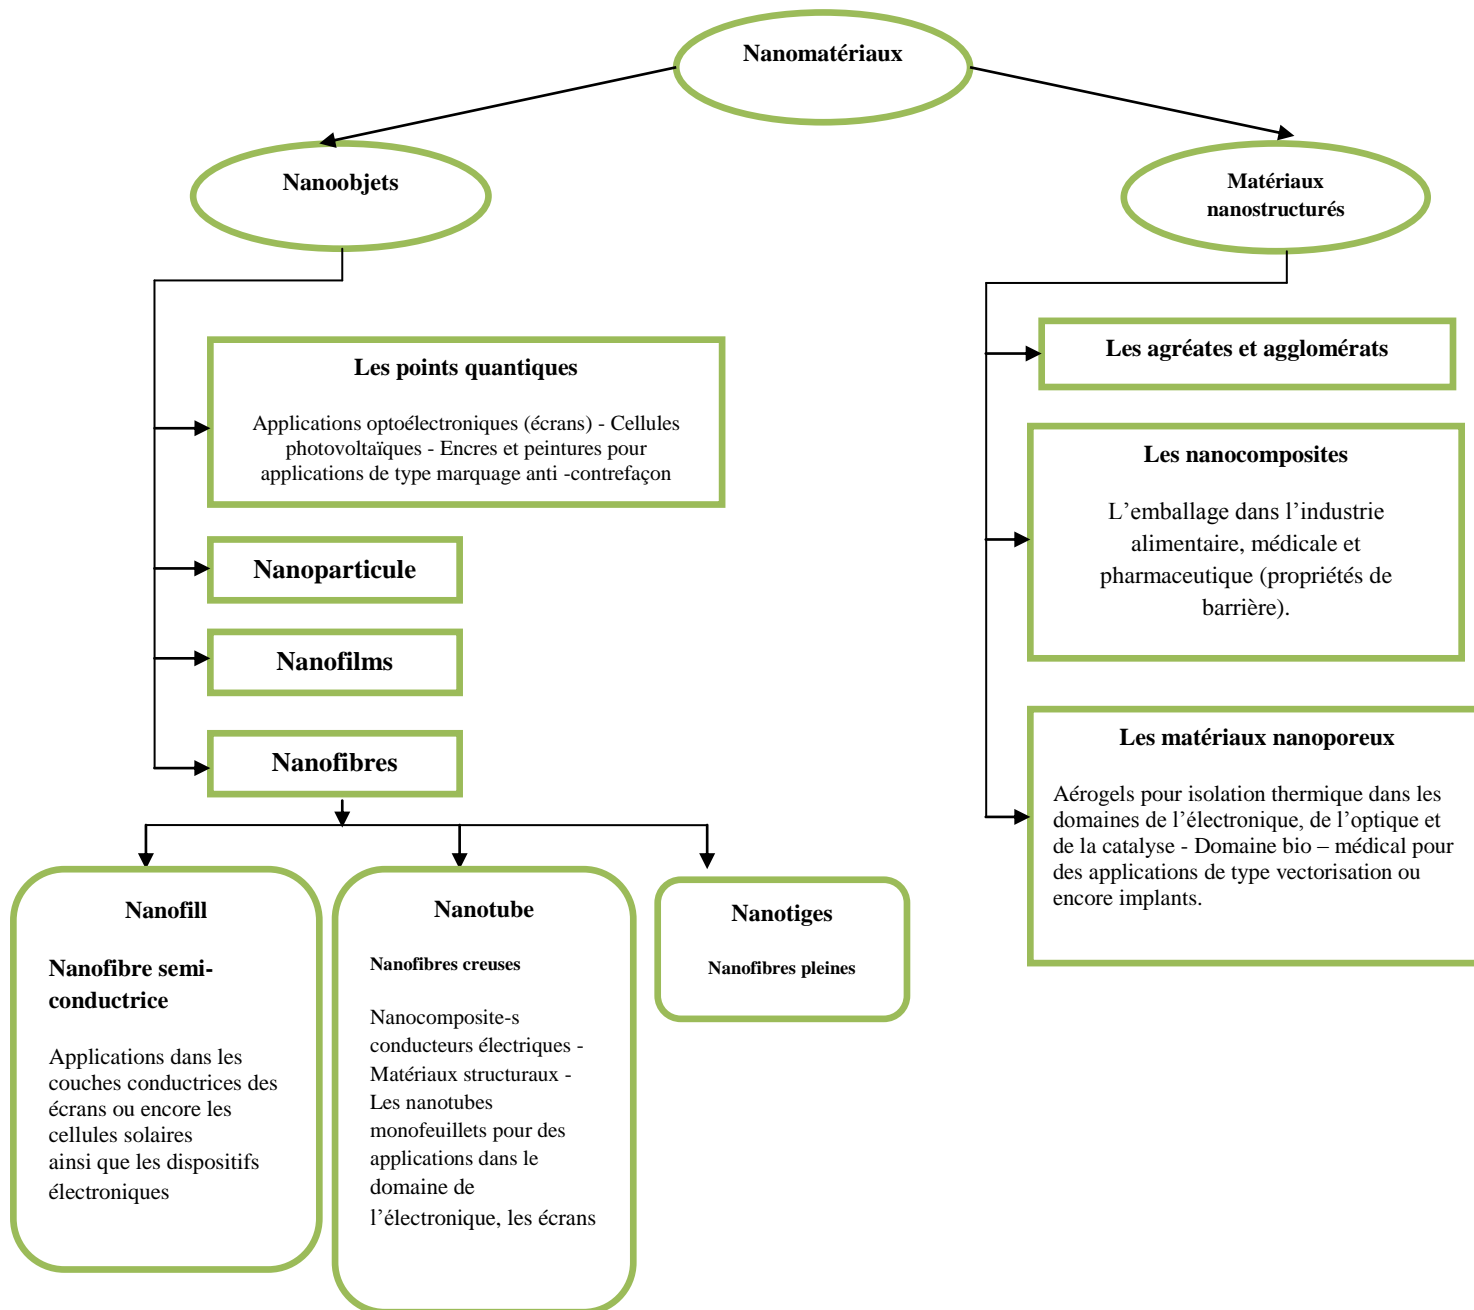 Nanomatériaux
Nanoobjets
Matériaux
nanostructurés
Les points quantiques
Applications optoélectroniques (écrans) - Cellules
photovoltaïques - Encres et peintures pour
applications de type marquage anti -contrefaçon
Nanoparticule
Nanofilms
Nanofibres
Nanofill
Nanofibre semi-
conductrice
Applications dans les
couches conductrices des
écrans ou encore les
cellules solaires
ainsi que les dispositifs
électroniques
Nanotube
Nanofibres creuses
Nanocomposite-s
conducteurs électriques -
Matériaux structuraux -
Les nanotubes
monofeuillets pour des
applications dans le
domaine de
l’électronique, les écrans
Nanotiges
Nanofibres pleines
Les agréates et agglomérats
Les nanocomposites
L’emballage dans l’industrie
alimentaire, médicale et
pharmaceutique (propriétés de
barrière).
Les matériaux nanoporeux
Aérogels pour isolation thermique dans les
domaines de l’électronique, de l’optique et
de la catalyse - Domaine bio – médical pour
des applications de type vectorisation ou
encore implants.